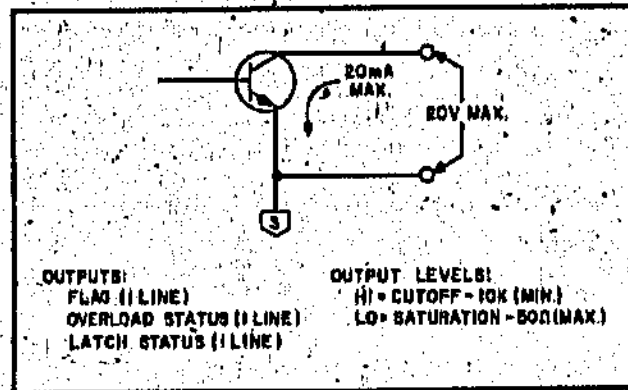 20mA
MAX.
20V MAX.
3
OUTPUTS:
FLAG (1 LINE)
OVERLOAD STATUS (1 LINE)
LATCH STATUS (1 LINE)
OUTPUT LEVELS:
HI = CUTOFF - 10K (MIN.)
LO = SATURATION - 50Ω (MAX.)